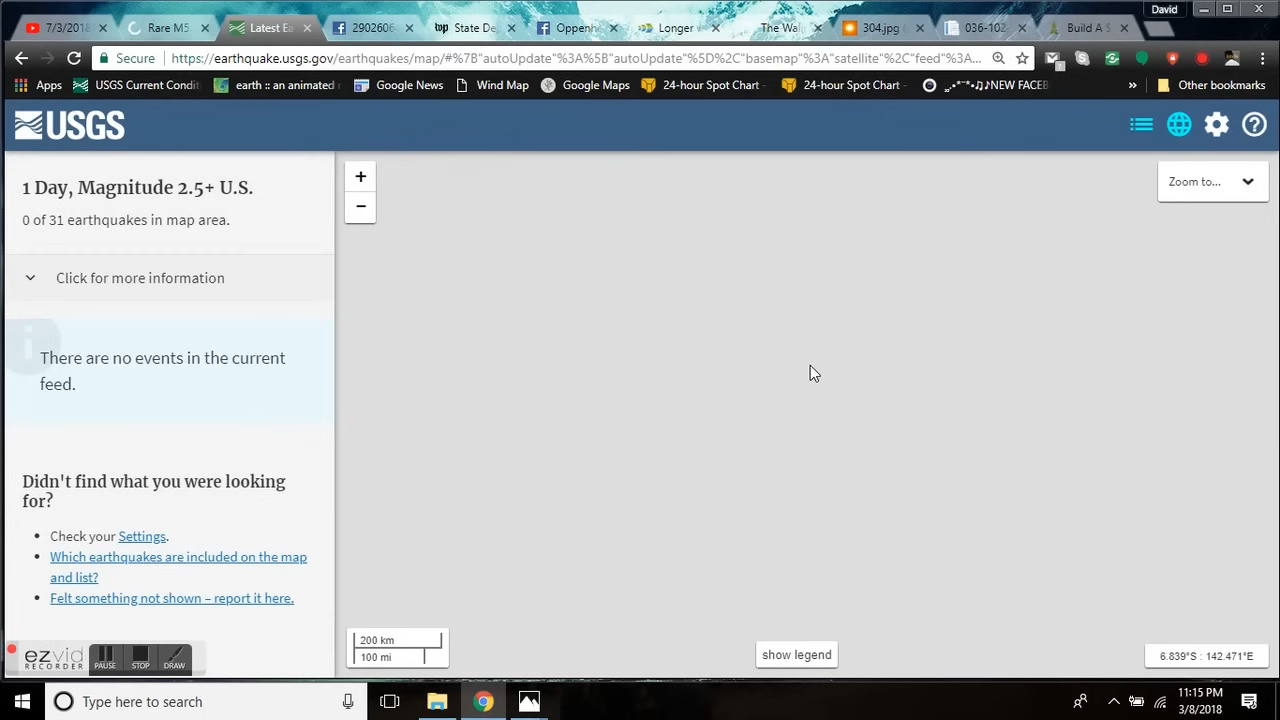 David
7/3/2018
Rare M5
Latest Ea
2902606
State De
Oppenh
Longer v
The Wal
304.jpg (
036-102
Build A S
Secure
https://earthquake.usgs.gov/earthquakes/map/#%7B"autoUpdate"%3A%5B"autoUpdate"%5D%2C"basemap"%3A"satellite"%2C"feed"%3A...
Apps
USGS Current Condit
earth :: an animated
Google News
Wind Map
Google Maps
24-hour Spot Chart -
24-hour Spot Chart -
NEW FACEB
»
Other bookmarks
USGS
1 Day, Magnitude 2.5+ U.S.
0 of 31 earthquakes in map area.
Click for more information
There are no events in the current
feed.
Didn't find what you were looking
for?
Check your Settings.
Which earthquakes are included on the map
and list?
Felt something not shown – report it here.
+
−
Zoom to...
200 km
100 mi
show legend
6.839°S : 142.471°E
ezvid
RECORDER
PAUSE
STOP
DRAW
Type here to search
11:15 PM
3/8/2018